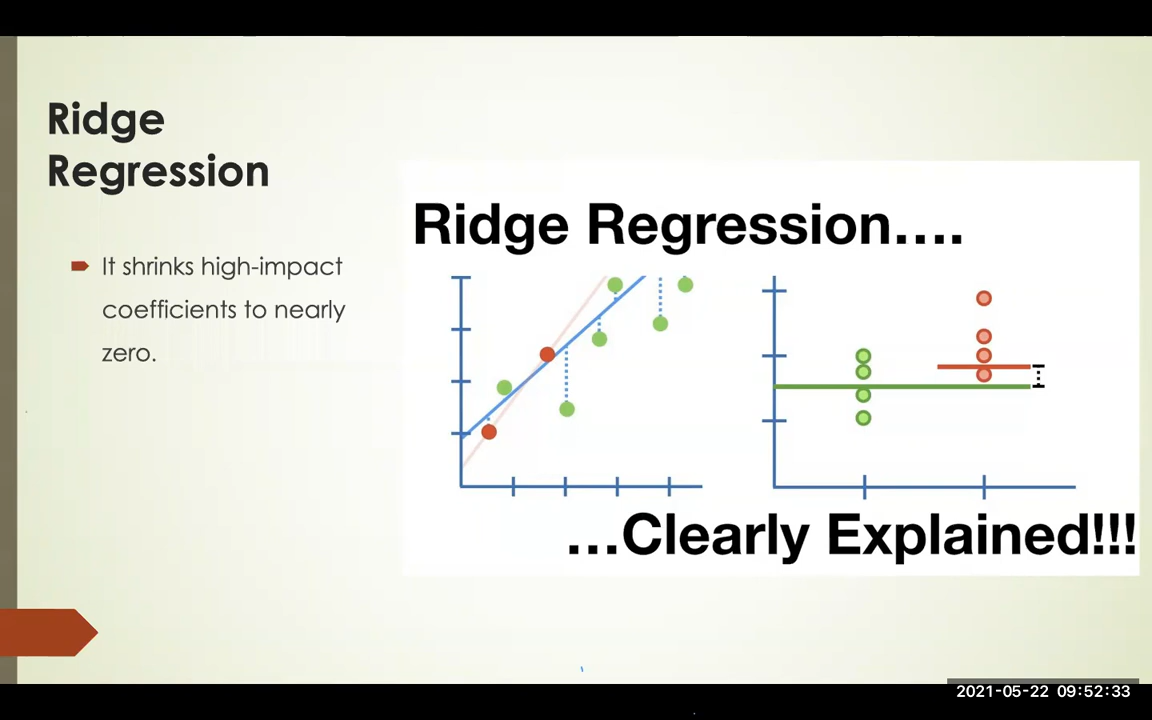 Ridge
Regression
It shrinks high-impact
coefficients to nearly
zero.
Ridge Regression....
...Clearly Explained!!!
2021-05-22 09:52:33